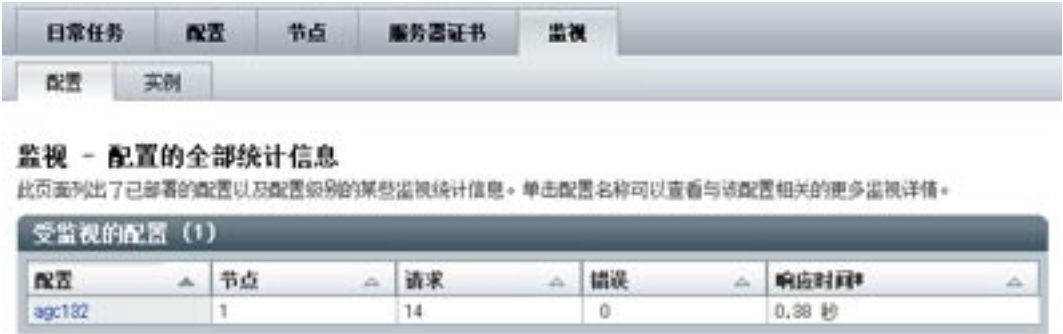 日常任务 配置 节点 服务器证书 监视
配置 实例
监视 - 配置的全部统计信息
此页面列出了已部署的配置以及配置级别的某些监视统计信息。单击配置名称可以查看与该配置相关的更多监视详情。
受监视的配置 (1)
配置 节点 请求 错误 响应时间*
agc132 1 14 0 0.38 秒